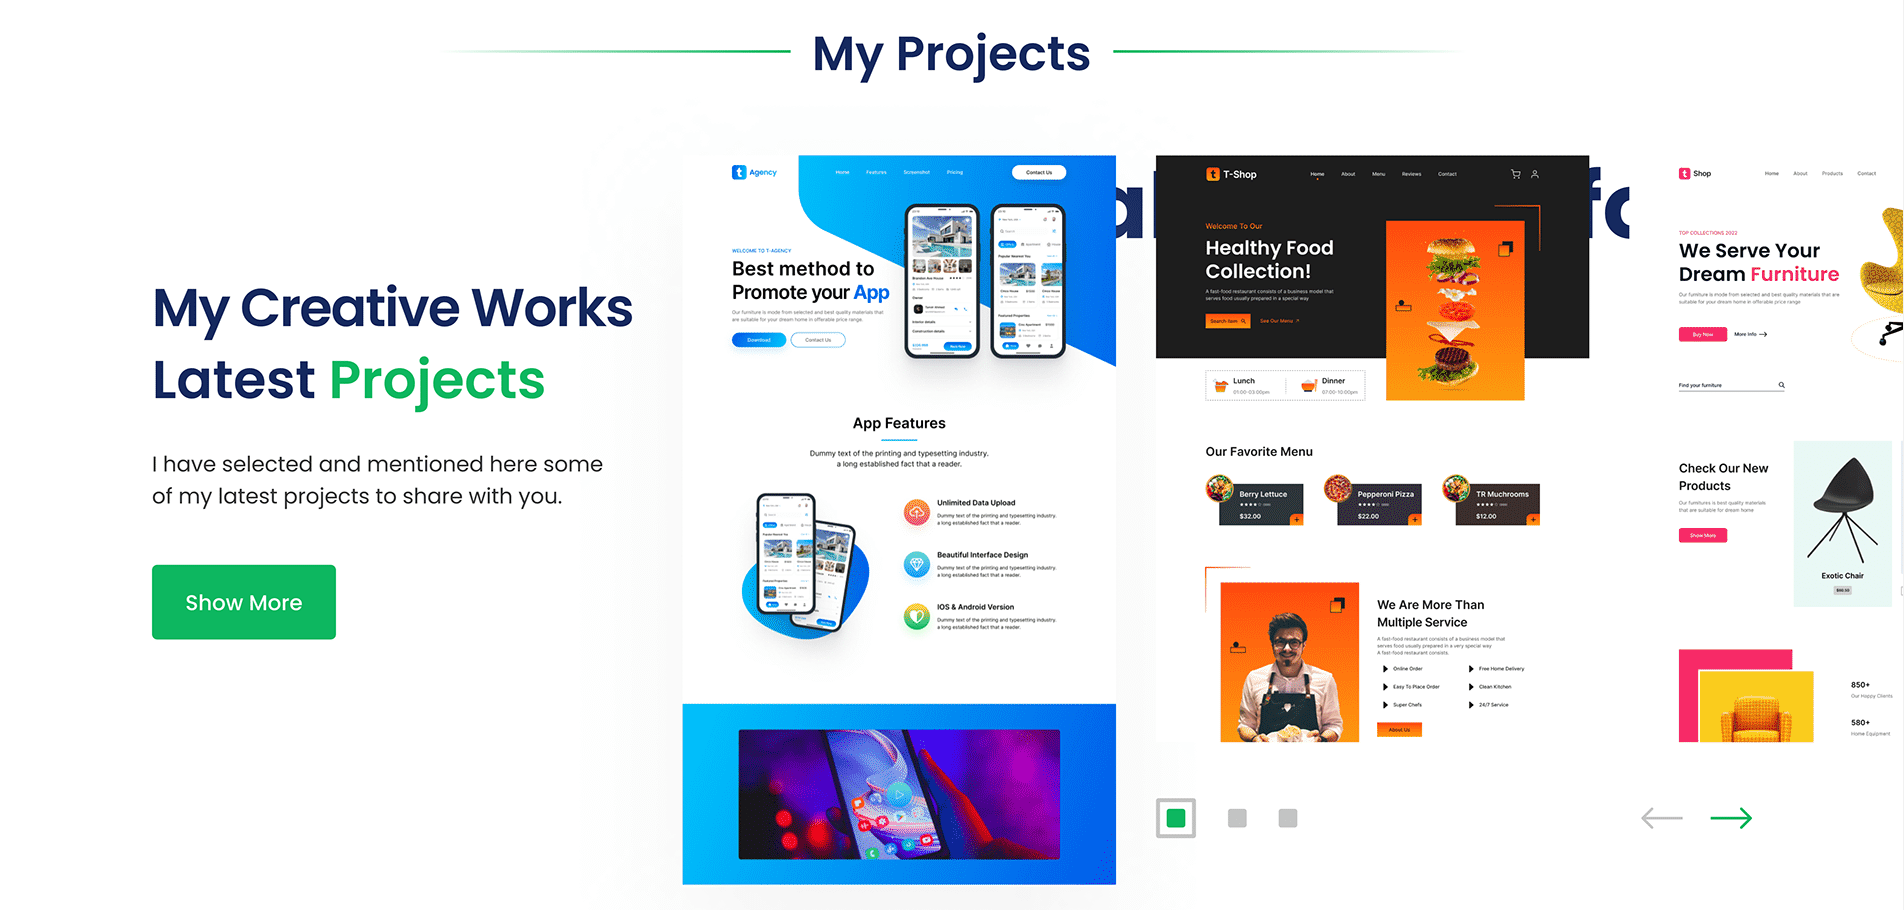 My Projects
My Creative Works
Latest Projects
I have selected and mentioned here some
of my latest projects to share with you.
Show More
t Agency
Home
Features
Screenshot
Pricing
Contact Us
WELCOME TO T-AGENCY
Best method to
Promote your App
Our furniture is made from selected and best quality materials that
are suitable for your dream home in offerable price range.
Download
Contact Us
App Features
Dummy text of the printing and typesetting industry.
a long established fact that a reader.
Unlimited Data Upload
Dummy text of the printing and typesetting industry.
a long established fact that a reader.
Beautiful Interface Design
Dummy text of the printing and typesetting industry.
a long established fact that a reader.
IOS & Android Version
Dummy text of the printing and typesetting industry.
a long established fact that a reader.
t T-Shop
Home
About
Menu
Reviews
Contact
Welcome To Our
Healthy Food
Collection!
A fast-food restaurant consists of a business model that
serves food usually prepared in a special way
Search item
See Our Menu
Lunch
01:00-03:00pm
Dinner
07:00-10:00pm
Our Favorite Menu
Berry Lettuce
$32.00
Pepperoni Pizza
$22.00
TR Muchrooms
$12.00
We Are More Than
Multiple Service
A fast-food restaurant consists of a business model that
serves food usually prepared in a very special way
A fast-food restaurant consists.
Online Order
Free Home Delivery
Easy To Place Order
Clean Kitchen
Super Chefs
24/7 Service
About Us
t Shop
Home
About
Products
Contact
TOP COLLECTIONS 2022
We Serve Your
Dream Furniture
Our furniture is made from selected and best quality materials that are
suitable for your dream home in offerable price range
Buy Now
More Info
Find your furniture
Check Our New
Products
Our furnitures is best quality materials
that are suitable for dream home
Show More
Exotic Chair
850+
Our Happy Clients
580+
Home Equipment